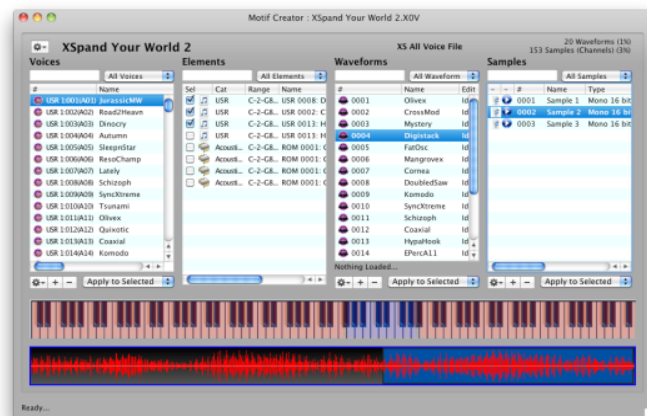 Motif Creator : XSpand Your World 2.X0V
XSpand Your World 2
XS All Voice File
20 Waveforms (1%)
153 Samples (Channels) (3%)
Voices
Elements
Waveforms
Samples
All Voices
All Elements
All Waveform
All Samples
# Name
Sel Cat Range Name
# Name Edit
- - # Name Type
USR 1:001(A01) JurassicMW
USR 1:002(A02) Road2Heavn
USR 1:003(A03) Dinocry
USR 1:004(A04) Autumn
USR 1:005(A05) SleepnStar
USR 1:006(A06) ResoChamp
USR 1:007(A07) Lately
USR 1:008(A08) Schizoph
USR 1:009(A09) SyncXtreme
USR 1:010(A10) Tsunami
USR 1:011(A11) Olivex
USR 1:012(A12) Quixotic
USR 1:013(A13) Coaxial
USR 1:014(A14) Komodo
USR C-2-G8... USR 0008: D
USR C-2-G8... USR 0002: C
USR C-2-G8... USR 0013: H
USR C-2-G8... USR 0013: H
Acousti... C-2-G8... ROM 0001: C
Acousti... C-2-G8... ROM 0001: C
Acousti... C-2-G8... ROM 0001: C
Acousti... C-2-G8... ROM 0001: C
0001 Olivex Id
0002 CrossMod Id
0003 Mystery Id
0004 Digistack Id
0005 FatOsc Id
0006 Mangrovex Id
0007 Cornea Id
0008 DoubledSaw Id
0009 Komodo Id
0010 SyncXtreme Id
0011 Schizoph Id
0012 Coaxial Id
0013 HypaHook Id
0014 EPercA11 Id
0001 Sample 1 Mono 16 bit
0002 Sample 2 Mono 16 bit
0003 Sample 3 Mono 16 bit
Nothing Loaded...
+ - Apply to Selected
+ - Apply to Selected
+ - Apply to Selected
Ready...